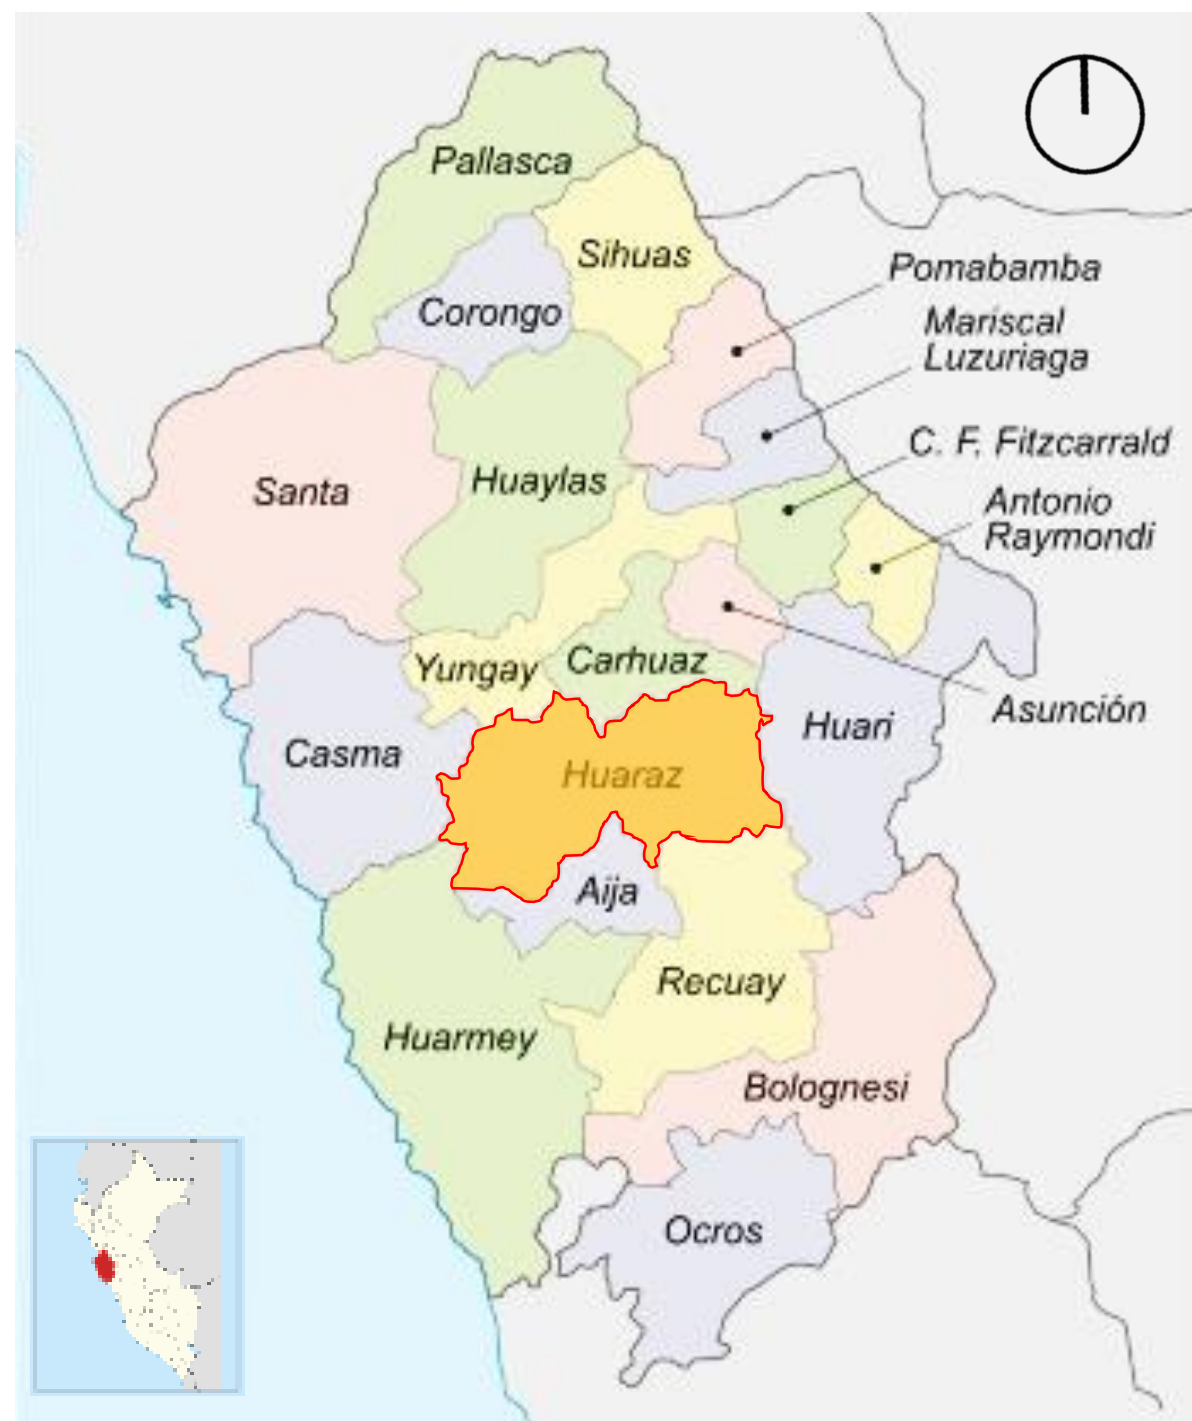 Pallasca
Sihuas
Pomabamba
Corongo
Mariscal
Luzuriaga
C. F. Fitzcarrald
Huaylas
Santa
Antonio
Raymondi
Yungay
Carhuaz
Asunción
Huari
Casma
Huaraz
Aija
Recuay
Huarmey
Bolognesi
Ocros